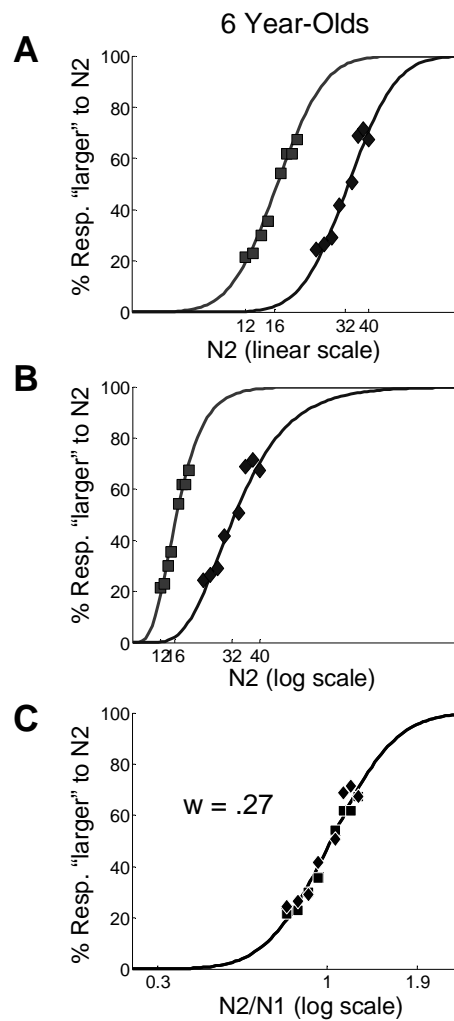 6 Year-Olds
A
% Resp. "larger" to N2
100
80
60
40
20
0
12 16 32 40
N2 (linear scale)
B
% Resp. "larger" to N2
100
80
60
40
20
0
12 16 32 40
N2 (log scale)
C
% Resp. "larger" to N2
100
80
60
40
20
0
w = .27
0.3 1 1.9
N2/N1 (log scale)